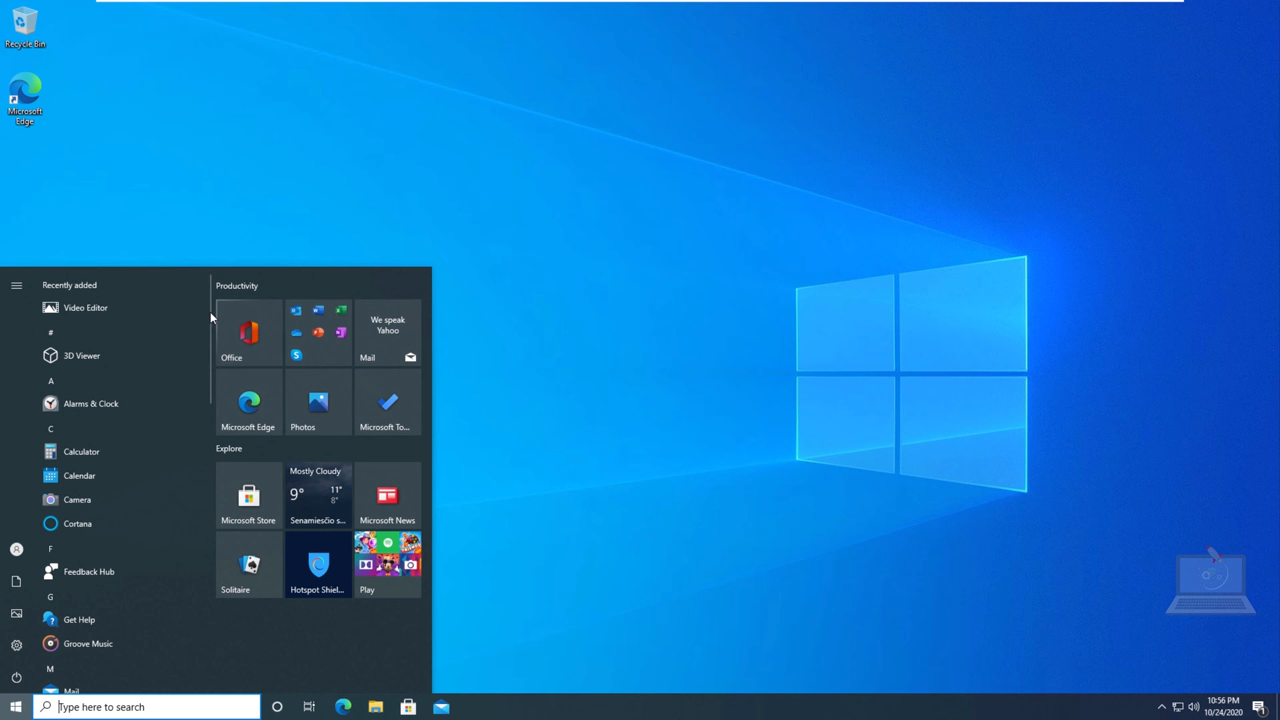 Recycle Bin
Microsoft
Edge
Recently added
Video Editor
#
3D Viewer
A
Alarms & Clock
C
Calculator
Calendar
Camera
Cortana
F
Feedback Hub
G
Get Help
Groove Music
M
Mail
Productivity
Office
We speak
Yahoo
Mail
Microsoft Edge
Photos
Microsoft To...
Explore
Microsoft Store
Mostly Cloudy
9° 11°
8°
Senamiesčio s...
Microsoft News
Solitaire
Hotspot Shiel...
Play
Type here to search
10:56 PM
10/24/2020
1